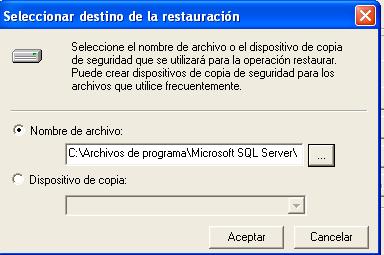 Seleccionar destino de la restauración
Seleccione el nombre de archivo o el dispositivo de copia
de seguridad que se utilizará para la operación restaurar.
Puede crear dispositivos de copia de seguridad para los
archivos que utilice frecuentemente.
Nombre de archivo:
C:\Archivos de programa\Microsoft SQL Server\
...
Dispositivo de copia:
Aceptar
Cancelar